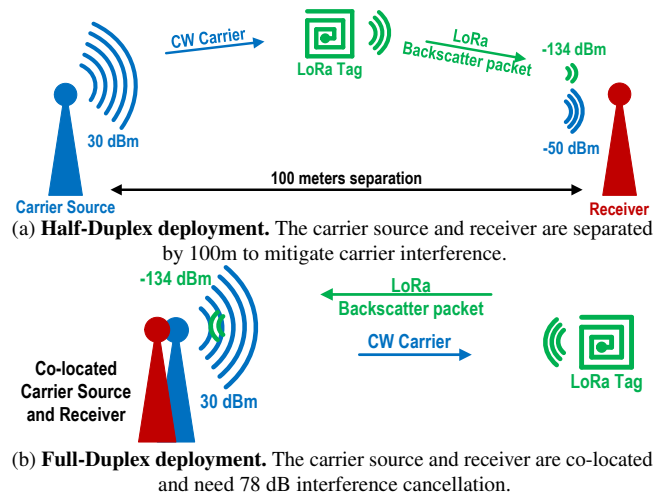 CW Carrier
LoRa
Backscatter packet
-134 dBm
LoRa Tag
30 dBm
-50 dBm
100 meters separation
Carrier Source
Receiver
(a) Half-Duplex deployment. The carrier source and receiver are separated
by 100m to mitigate carrier interference.
-134 dBm
LoRa
Backscatter packet
CW Carrier
Co-located
Carrier Source
and Receiver
30 dBm
LoRa Tag
(b) Full-Duplex deployment. The carrier source and receiver are co-located
and need 78 dB interference cancellation.